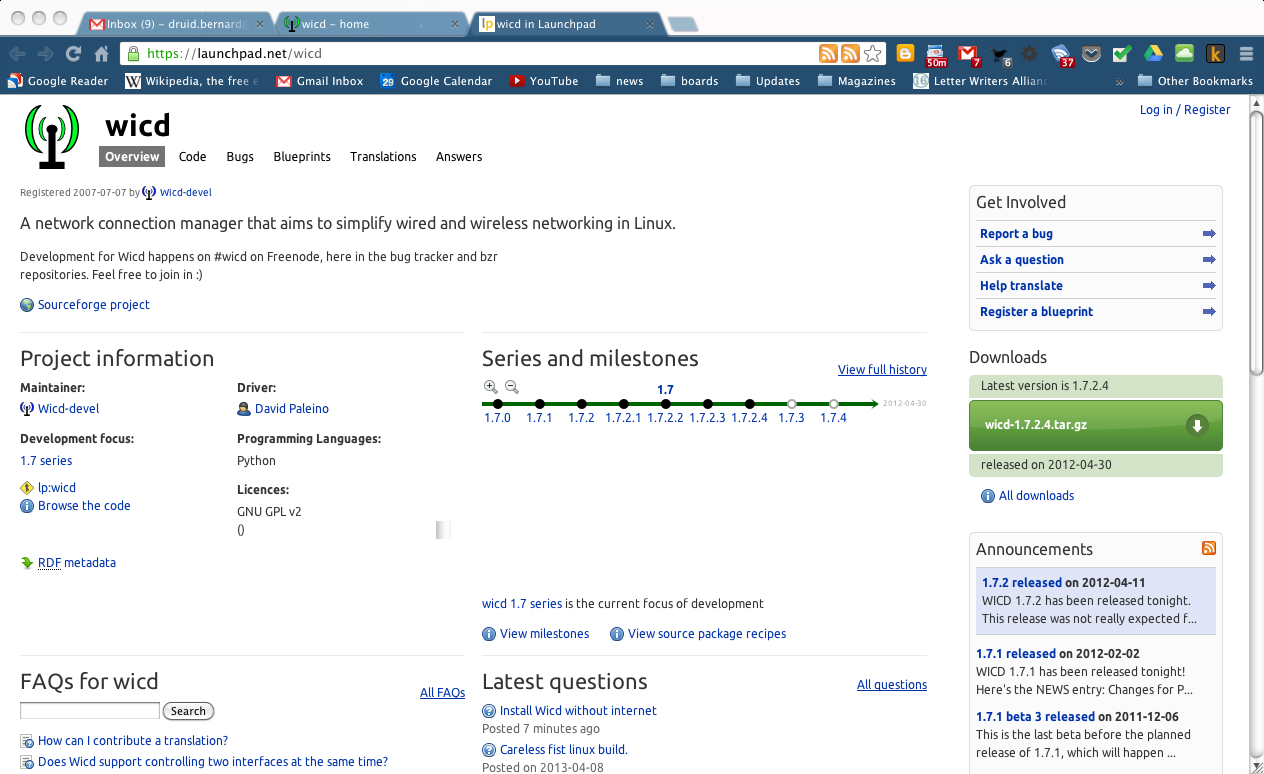 Inbox (9) - druid.bernard
wicd - home
lp wicd in Launchpad
https://launchpad.net/wicd
50m
7
6
37
k
Google Reader
W Wikipedia, the free e
Gmail Inbox
29 Google Calendar
YouTube
news
boards
Updates
Magazines
Letter Writers Allian
»
Other Bookmarks
Log in / Register
wicd
Overview Code Bugs Blueprints Translations Answers
Registered 2007-07-07 by Wicd-devel
A network connection manager that aims to simplify wired and wireless networking in Linux.
Development for Wicd happens on #wicd on Freenode, here in the bug tracker and bzr
repositories. Feel free to join in :)
Sourceforge project
Project information
Maintainer:
Wicd-devel
Driver:
David Paleino
Development focus:
1.7 series
Programming Languages:
Python
lp:wicd
Browse the code
Licences:
GNU GPL v2
()
RDF metadata
Series and milestones
View full history
1.7
2012-04-30
1.7.0 1.7.1 1.7.2 1.7.2.1 1.7.2.2 1.7.2.3 1.7.2.4 1.7.3 1.7.4
wicd 1.7 series is the current focus of development
View milestones
View source package recipes
FAQs for wicd
All FAQs
Search
How can I contribute a translation?
Does Wicd support controlling two interfaces at the same time?
Latest questions
All questions
Install Wicd without internet
Posted 7 minutes ago
Careless fist linux build.
Posted on 2013-04-08
Get Involved
Report a bug
Ask a question
Help translate
Register a blueprint
Downloads
Latest version is 1.7.2.4
wicd-1.7.2.4.tar.gz
released on 2012-04-30
All downloads
Announcements
1.7.2 released on 2012-04-11
WICD 1.7.2 has been released tonight.
This release was not really expected f...
1.7.1 released on 2012-02-02
WICD 1.7.1 has been released tonight!
Here's the NEWS entry: Changes for P...
1.7.1 beta 3 released on 2011-12-06
This is the last beta before the planned
release of 1.7.1, which will happen ...